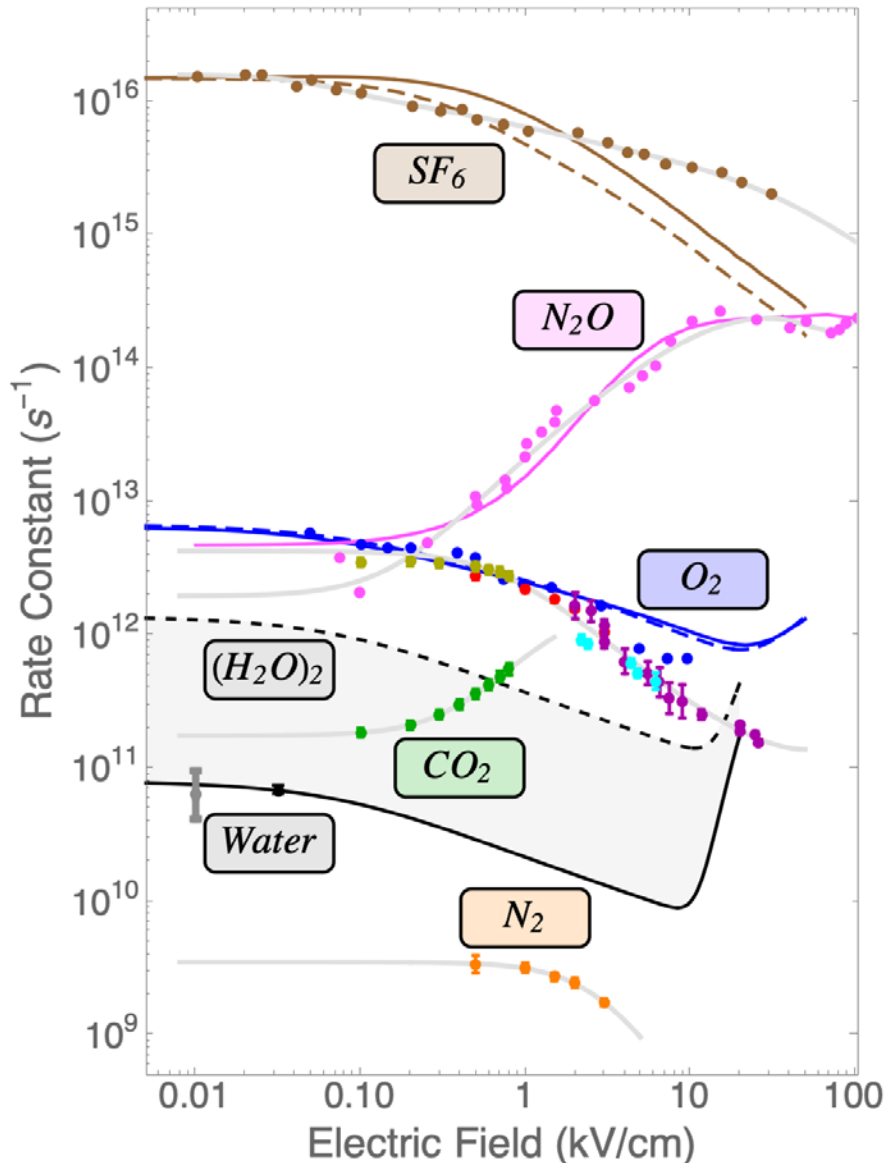 10^16
SF₆
10^15
N₂O
10^14
10^13
O₂
10^12
(H₂O)₂
10^11
CO₂
Water
10^10
N₂
10^9
0.01 0.10 1 10 100
Electric Field (kV/cm)
Rate Constant (s⁻¹)